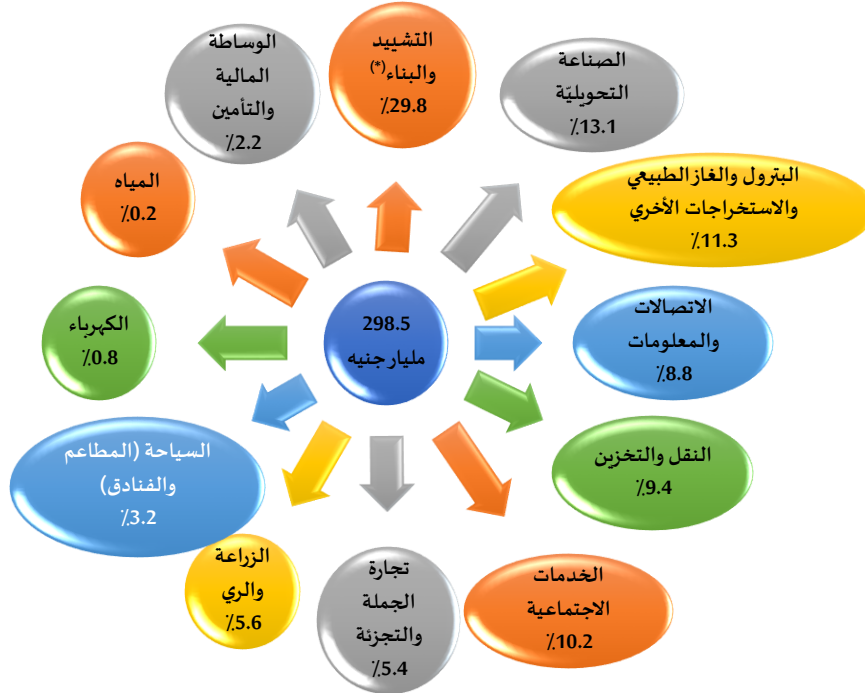 التشييد
والبناء(*)
٪29.8
الصناعة
التحويليّة
٪13.1
البترول والغاز الطبيعي
والاستخراجات الأخري
٪11.3
الاتصالات
والمعلومات
٪8.8
النقل والتخزين
٪9.4
الخدمات
الاجتماعية
٪10.2
تجارة
الجملة
والتجزئة
٪5.4
الزراعة
والري
٪5.6
السياحة (المطاعم
والفنادق)
٪3.2
الكهرباء
٪0.8
المياه
٪0.2
الوساطة
المالية
والتأمين
٪2.2
298.5
مليار جنيه